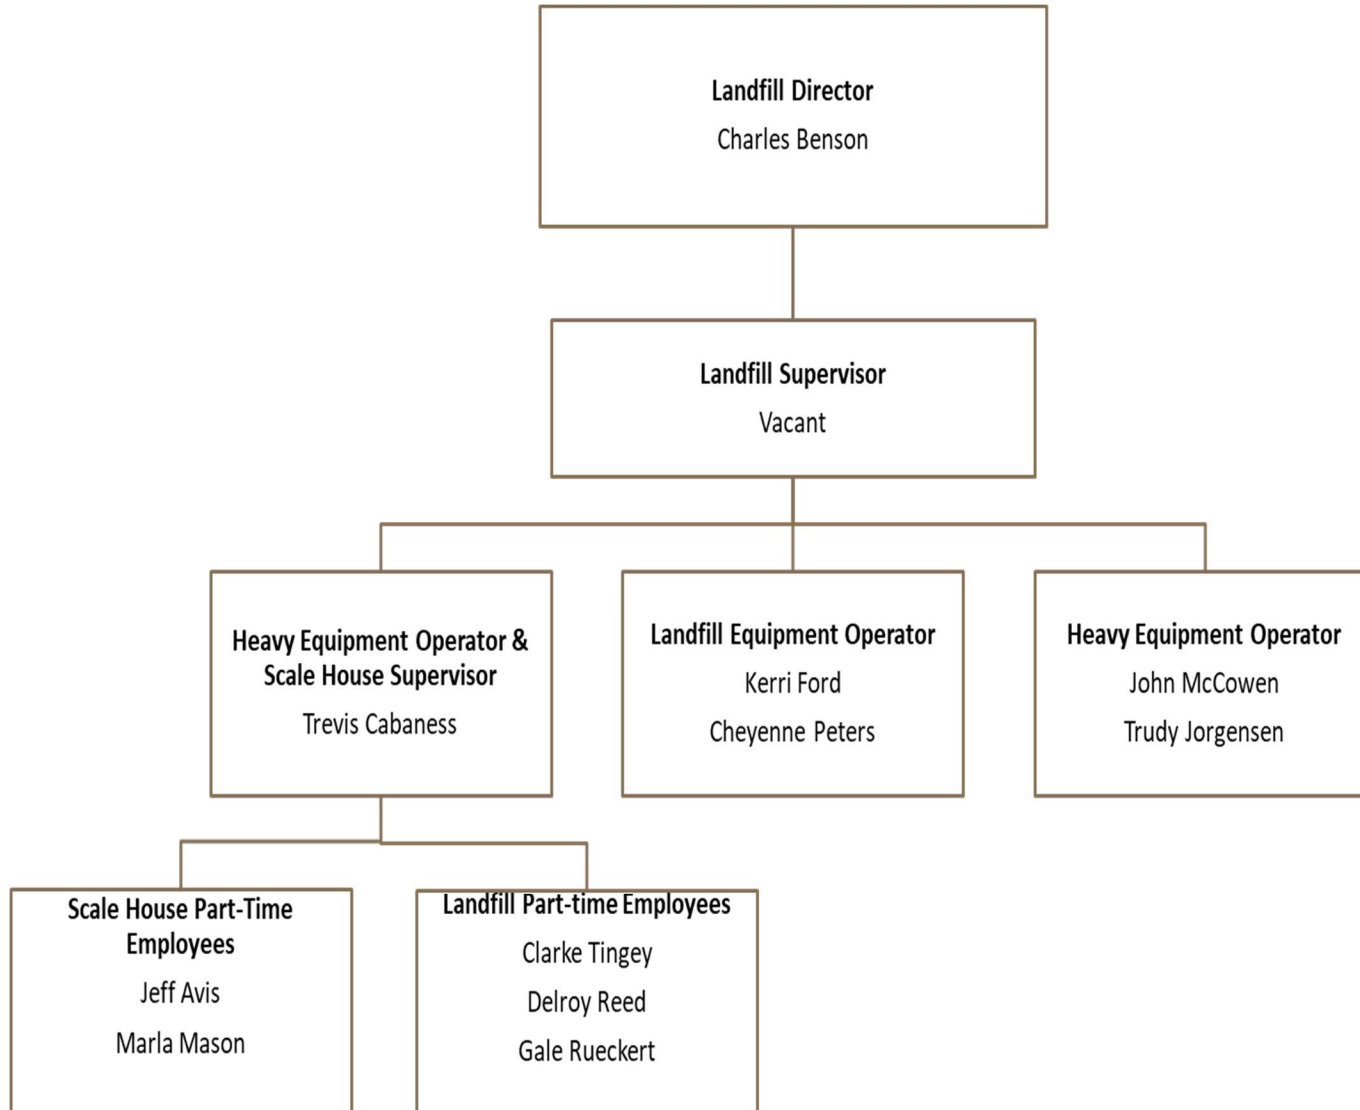 Landfill Director
Charles Benson
Landfill Supervisor
Vacant
Heavy Equipment Operator &
Scale House Supervisor
Trevis Cabaness
Landfill Equipment Operator
Kerri Ford
Cheyenne Peters
Heavy Equipment Operator
John McCowen
Trudy Jorgensen
Scale House Part-Time
Employees
Jeff Avis
Marla Mason
Landfill Part-time Employees
Clarke Tingey
Delroy Reed
Gale Rueckert